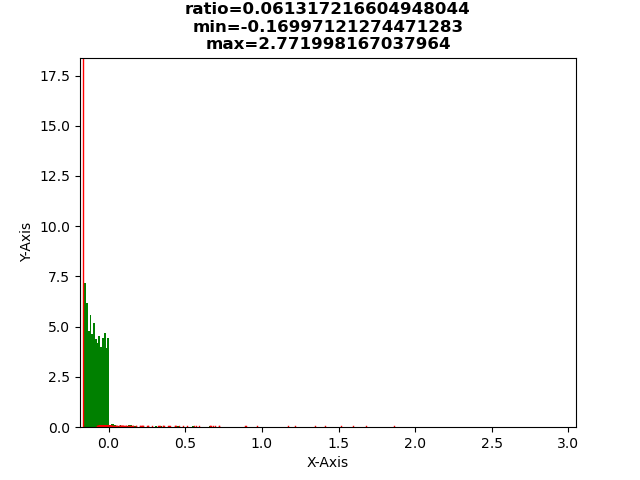 ratio=0.061317216604948044
min=-0.16997121274471283
max=2.771998167037964
17.5
15.0
12.5
10.0
7.5
5.0
2.5
0.0
Y-Axis
0.0 0.5 1.0 1.5 2.0 2.5 3.0
X-Axis